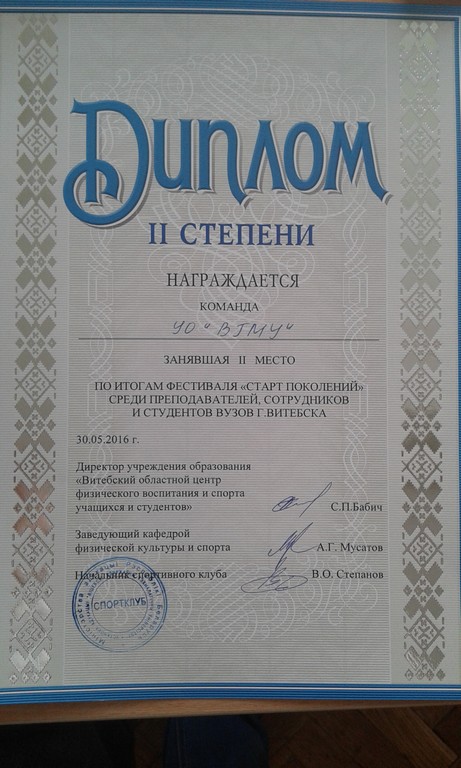 Диплом
II СТЕПЕНИ
НАГРАЖДАЕТСЯ
КОМАНДА
УО "ВГМУ"
ЗАНЯВШАЯ II МЕСТО
ПО ИТОГАМ ФЕСТИВАЛЯ «СТАРТ ПОКОЛЕНИЙ»
СРЕДИ ПРЕПОДАВАТЕЛЕЙ, СОТРУДНИКОВ
И СТУДЕНТОВ ВУЗОВ Г.ВИТЕБСКА
30.05.2016 г.
Директор учреждения образования
«Витебский областной центр
физического воспитания и спорта
учащихся и студентов» С.П.Бабич
Заведующий кафедрой
физической культуры и спорта А.Г. Мусатов
Начальник спортивного клуба В.О. Степанов
СПОРТКЛУБ